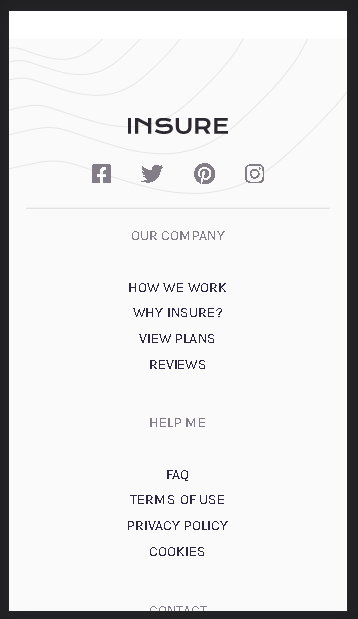 INSURE
OUR COMPANY
HOW WE WORK
WHY INSURE?
VIEW PLANS
REVIEWS
HELP ME
FAQ
TERMS OF USE
PRIVACY POLICY
COOKIES
CONTACT